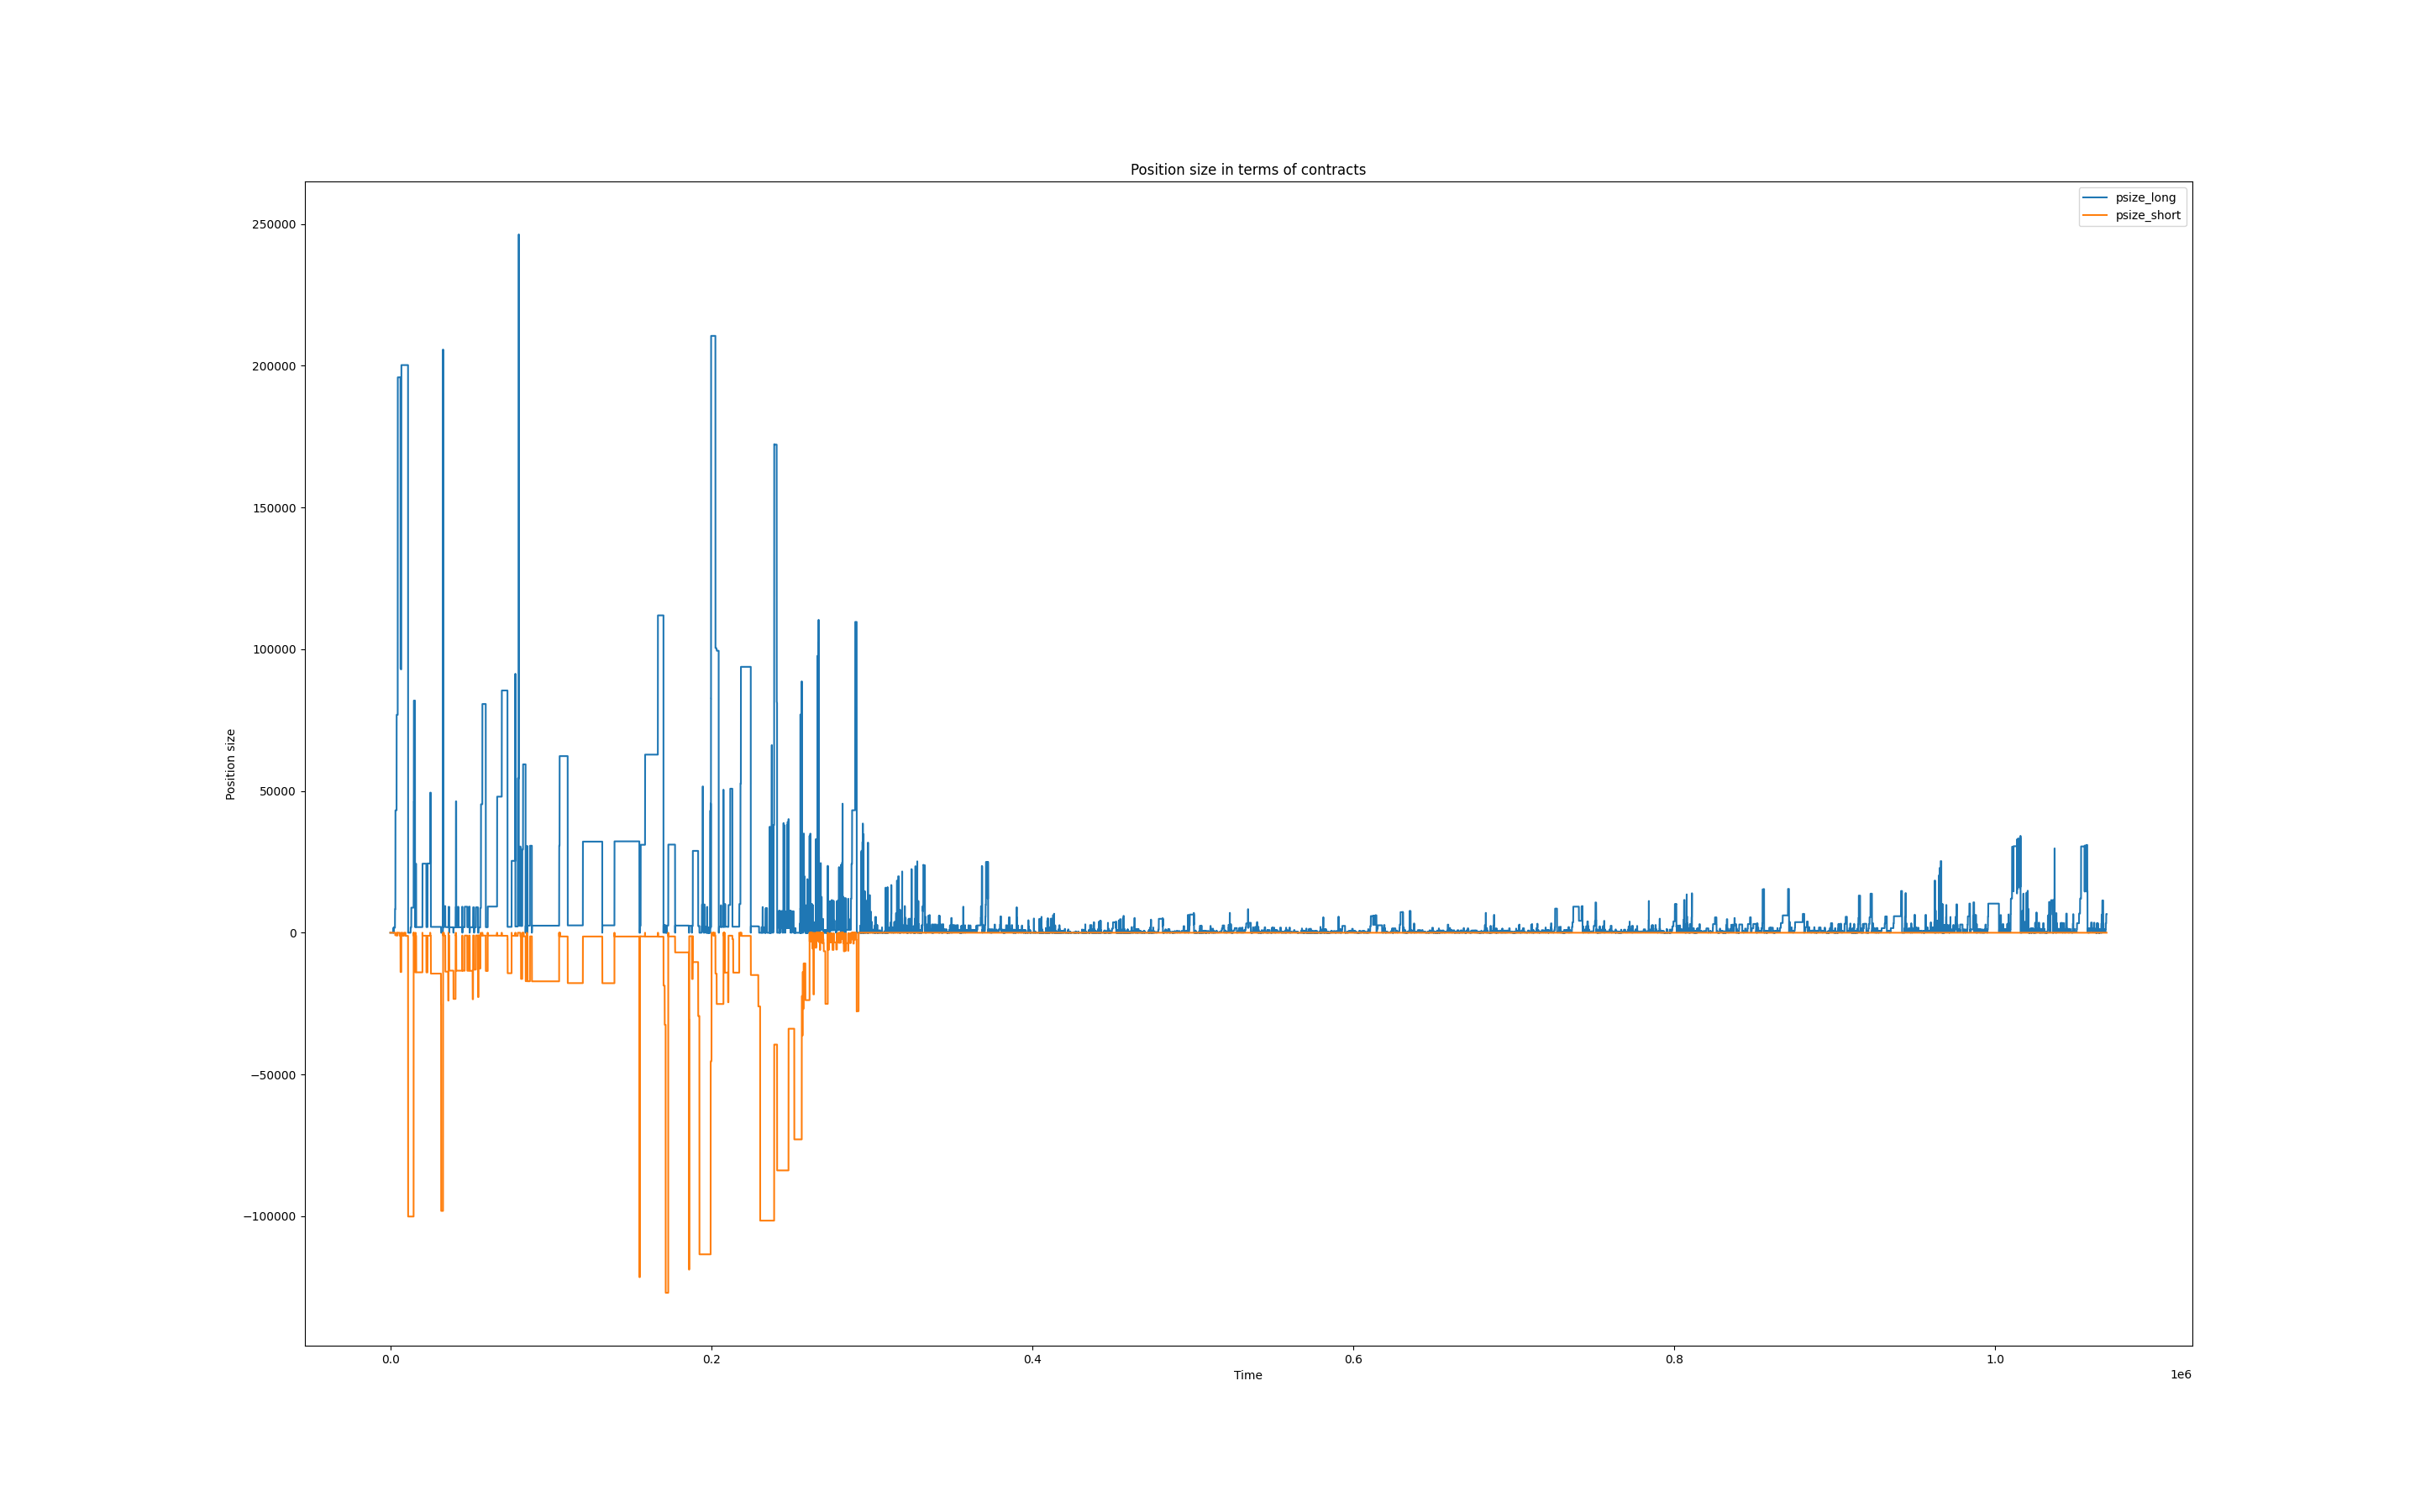 Position size in terms of contracts
psize_long
psize_short
Position size
250000
200000
150000
100000
50000
0
−50000
−100000
0.0
0.2
0.4
0.6
0.8
1.0
1e6
Time